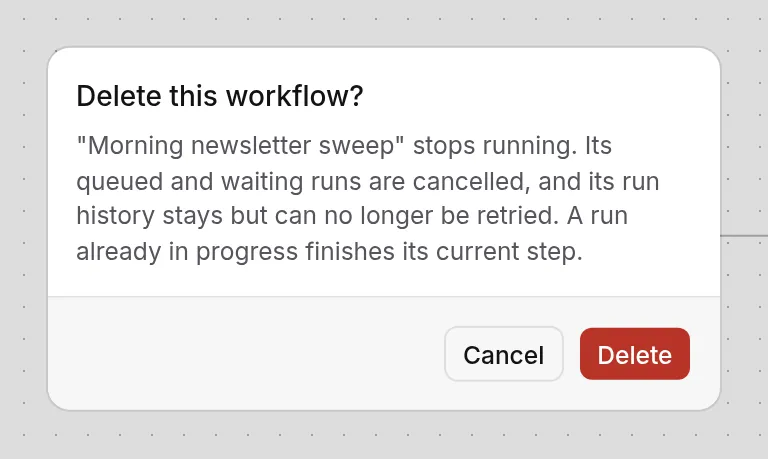 Delete this workflow?
"Morning newsletter sweep" stops running. Its
queued and waiting runs are cancelled, and its run
history stays but can no longer be retried. A run
already in progress finishes its current step.
Cancel
Delete